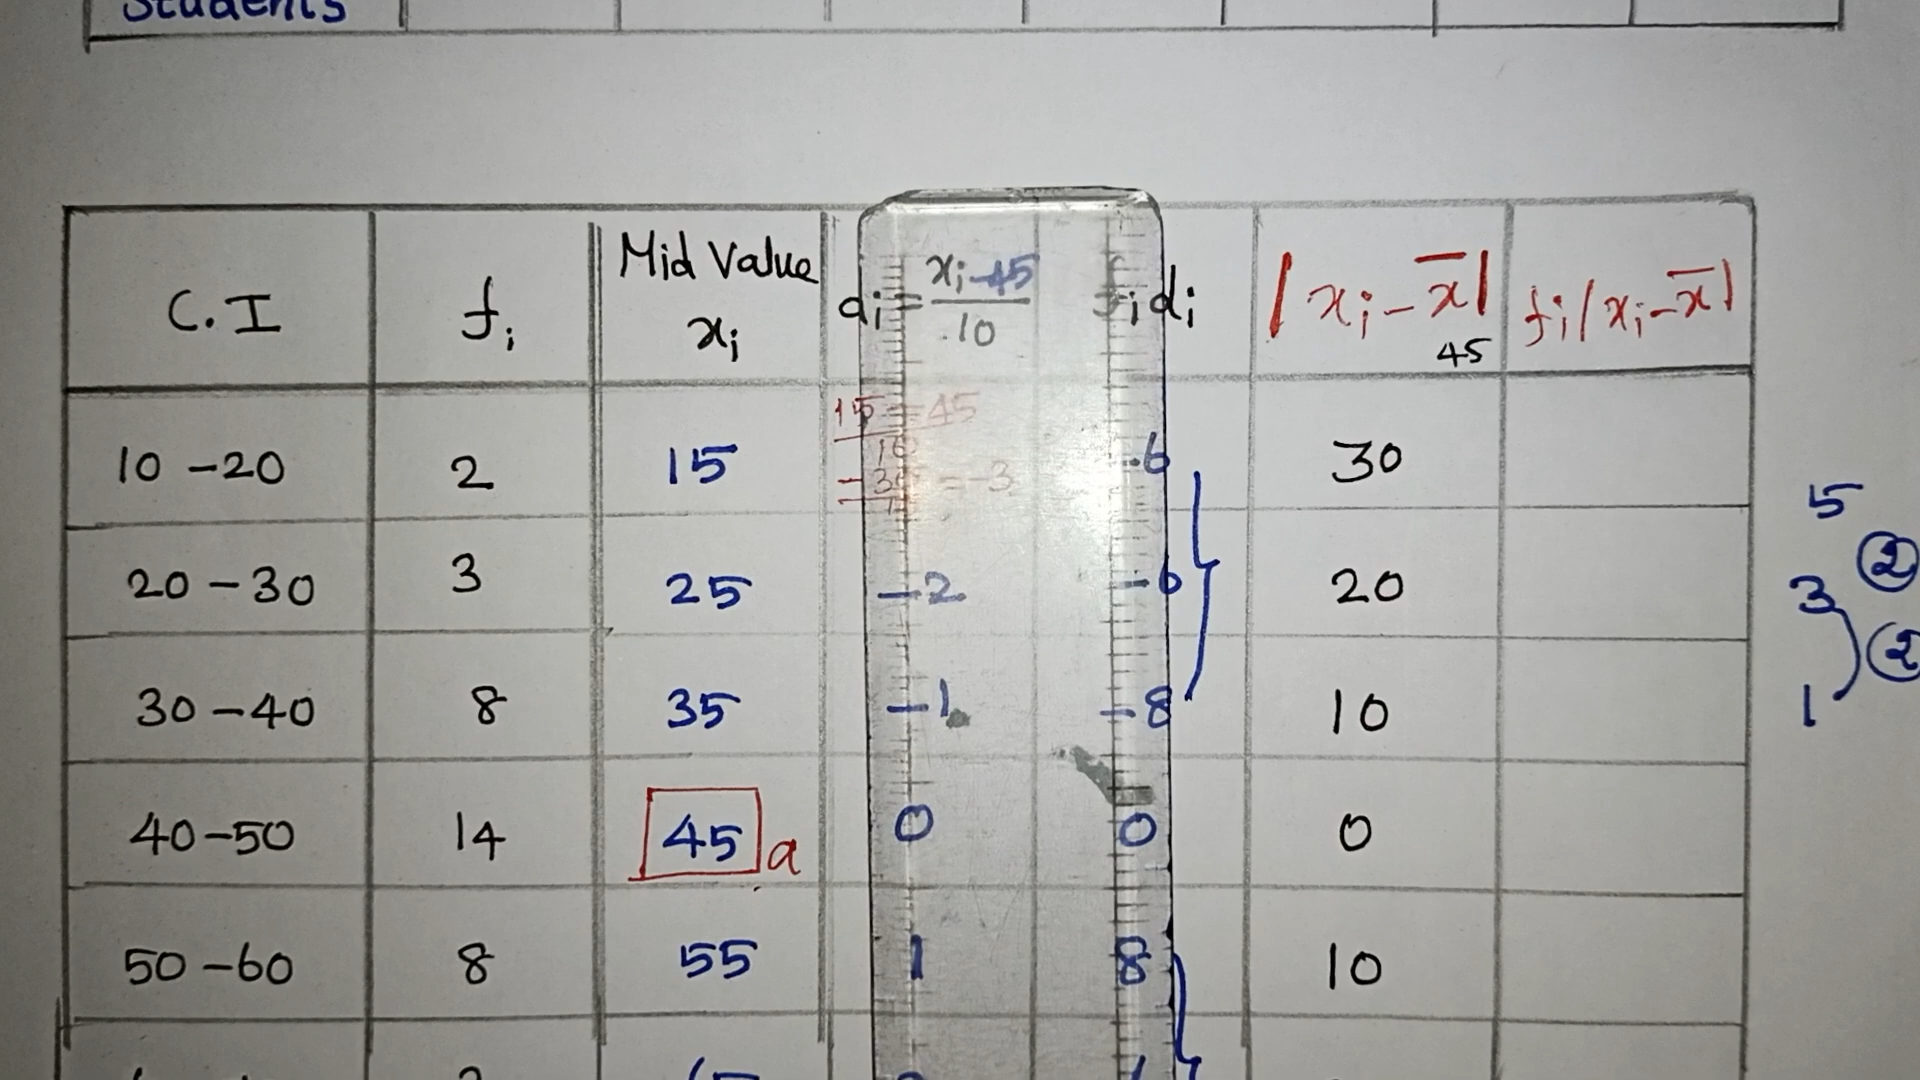 Students
C.I fᵢ Mid Value xᵢ dᵢ = xᵢ-45/10 fᵢdᵢ |xᵢ-x̅| 45 fᵢ|xᵢ-x̅|
15-45/10
10-20 2 15 = -3 -6 30
5
20-30 3 25 -2 -6 20
3 2
30-40 8 35 -1 -8 10
1 2
40-50 14 45 a 0 0 0
50-60 8 55 1 8 10